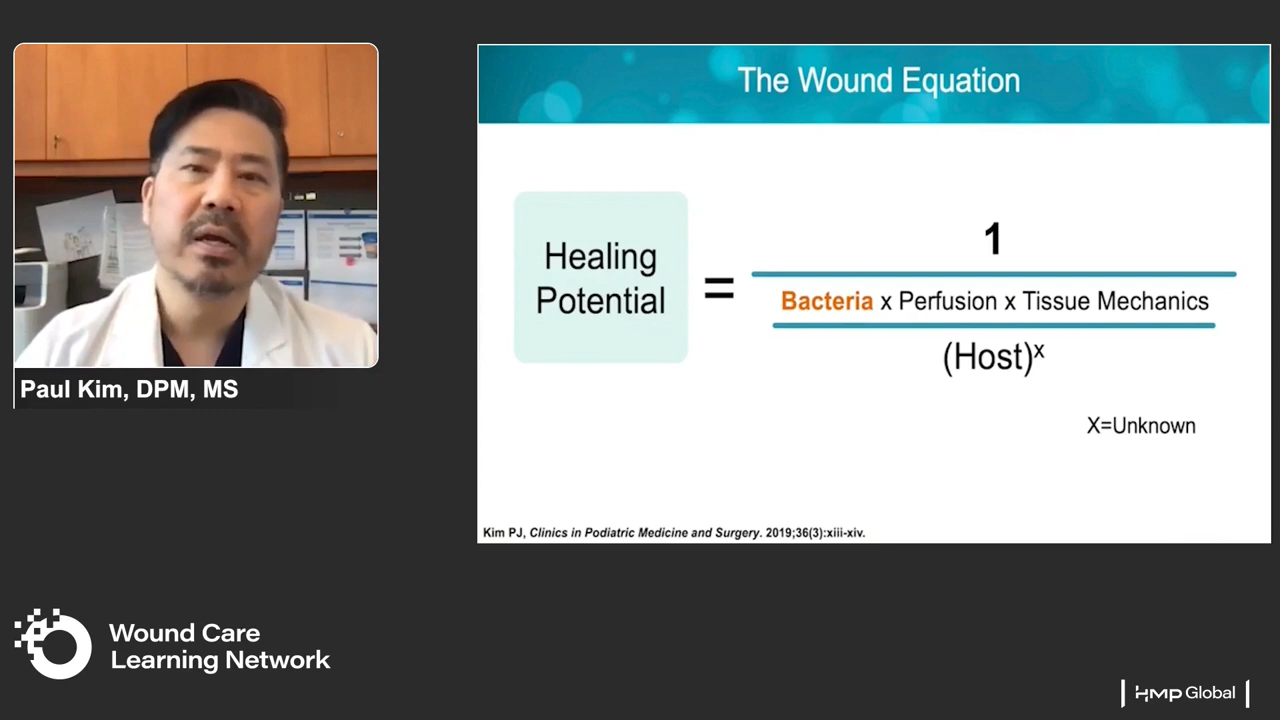 Paul Kim, DPM, MS
Wound Care
Learning Network
The Wound Equation
Healing
Potential
=
1
Bacteria x Perfusion x Tissue Mechanics
(Host)ˣ
X=Unknown
Kim PJ, Clinics in Podiatric Medicine and Surgery. 2019;36(3):xiii-xiv.
HMP Global